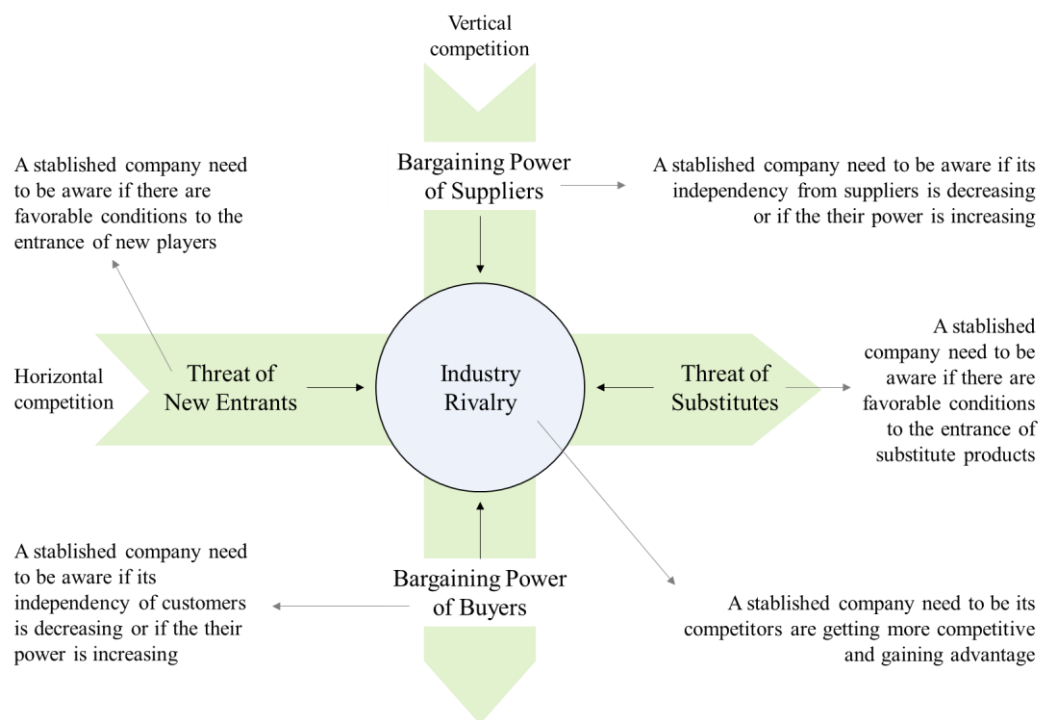 Vertical
competition
A stablished company need
to be aware if there are
favorable conditions to the
entrance of new players
Bargaining Power
of Suppliers
A stablished company need to be aware if its
independency from suppliers is decreasing
or if the their power is increasing
Horizontal
competition
Threat of
New Entrants
Industry
Rivalry
Threat of
Substitutes
A stablished
company need to be
aware if there are
favorable conditions
to the entrance of
substitute products
A stablished company need
to be aware if its
independency of customers
is decreasing or if the their
power is increasing
Bargaining Power
of Buyers
A stablished company need to be its
competitors are getting more competitive
and gaining advantage